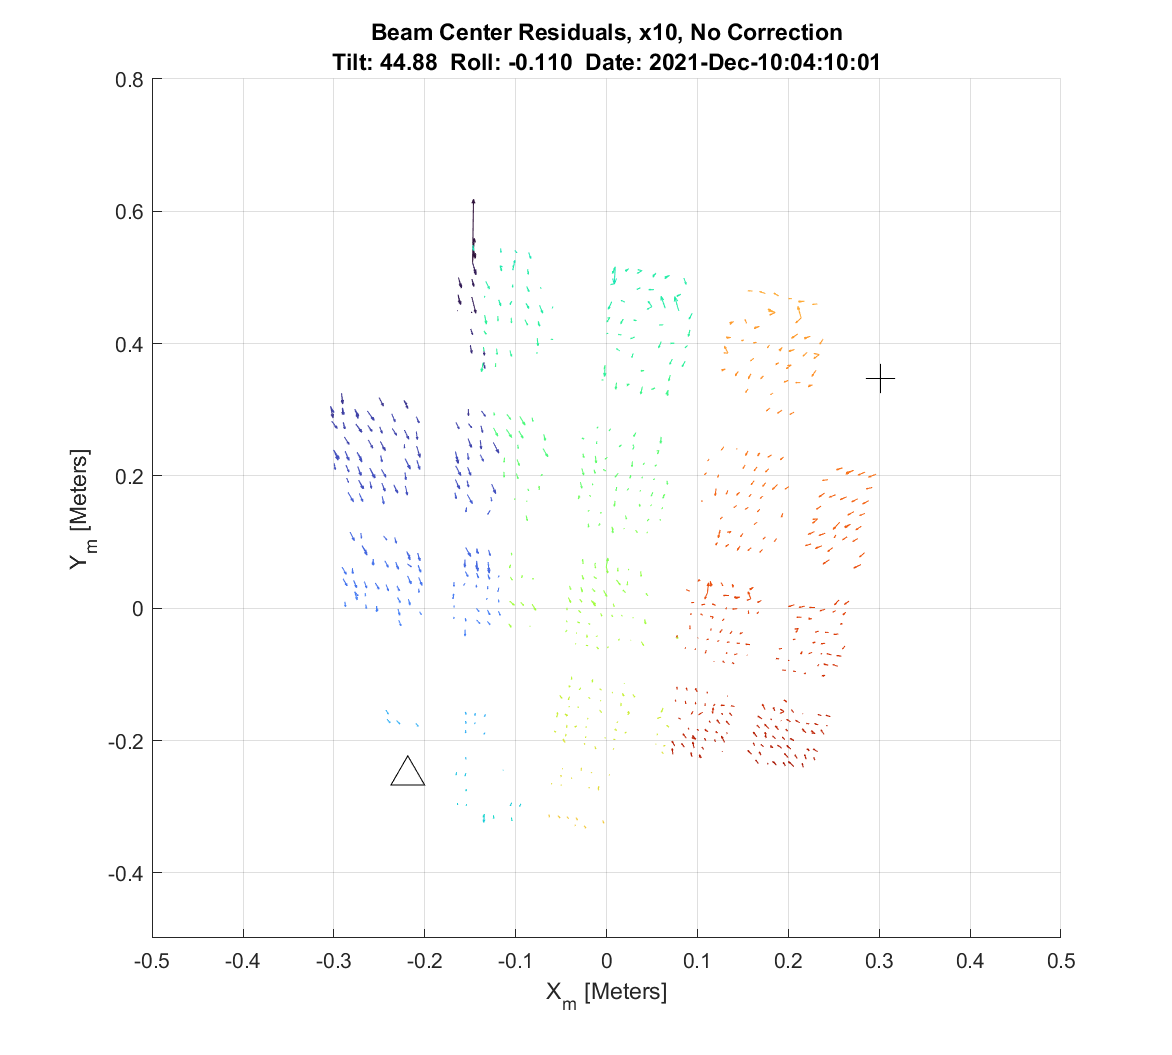 Beam Center Residuals, x10, No Correction
Tilt: 44.88 Roll: -0.110 Date: 2021-Dec-10:04:10:01
0.8
0.6
0.4
0.2
0
-0.2
-0.4
Y_m [Meters]
-0.5 -0.4 -0.3 -0.2 -0.1 0 0.1 0.2 0.3 0.4 0.5
X_m [Meters]